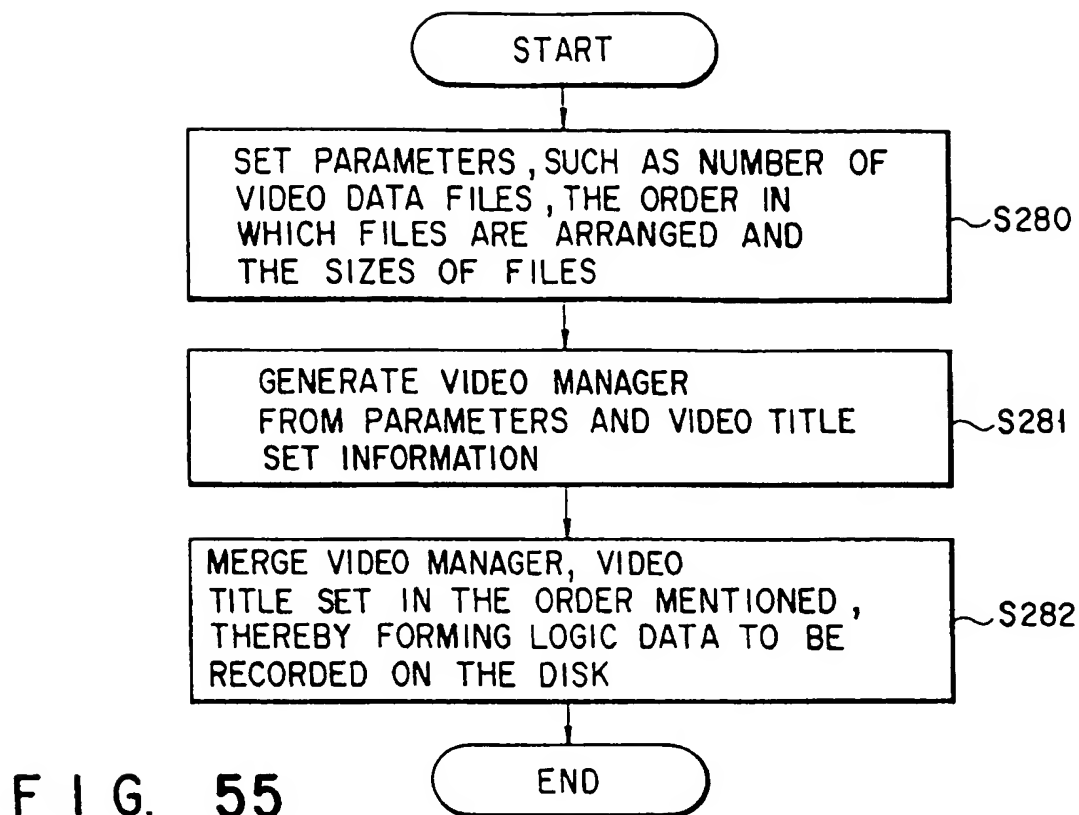 START
SET PARAMETERS, SUCH AS NUMBER OF
VIDEO DATA FILES, THE ORDER IN
WHICH FILES ARE ARRANGED AND
THE SIZES OF FILES
S280
GENERATE VIDEO MANAGER
FROM PARAMETERS AND VIDEO TITLE
SET INFORMATION
S281
MERGE VIDEO MANAGER, VIDEO
TITLE SET IN THE ORDER MENTIONED,
THEREBY FORMING LOGIC DATA TO BE
RECORDED ON THE DISK
S282
END
FIG. 55